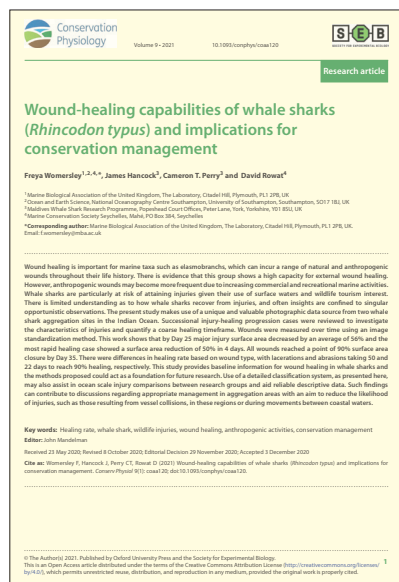 Conservation
Physiology
Volume 9 • 2021
10.1093/conphys/coaa120
SEB
SOCIETY FOR EXPERIMENTAL BIOLOGY
Research article
Wound-healing capabilities of whale sharks
(Rhincodon typus) and implications for
conservation management
Freya Womersley1,2,4,*, James Hancock3, Cameron T. Perry3 and David Rowat4
1Marine Biological Association of the United Kingdom, The Laboratory, Citadel Hill, Plymouth, PL1 2PB, UK
2Ocean and Earth Science, National Oceanography Centre Southampton, University of Southampton, Southampton, SO17 1BJ, UK
3Maldives Whale Shark Research Programme, Popeshead Court Offices, Peter Lane, York, Yorkshire, YO1 8SU, UK
4Marine Conservation Society Seychelles, Mahé, PO Box 384, Seychelles
*Corresponding author: Marine Biological Association of the United Kingdom, The Laboratory, Citadel Hill, Plymouth, PL1 2PB, UK.
Email: f.womersley@mba.ac.uk
Wound healing is important for marine taxa such as elasmobranchs, which can incur a range of natural and anthropogenic
wounds throughout their life history. There is evidence that this group shows a high capacity for external wound healing.
However, anthropogenic wounds may become more frequent due to increasing commercial and recreational marine activities.
Whale sharks are particularly at risk of attaining injuries given their use of surface waters and wildlife tourism interest.
There is limited understanding as to how whale sharks recover from injuries, and often insights are confined to singular
opportunistic observations. The present study makes use of a unique and valuable photographic data source from two whale
shark aggregation sites in the Indian Ocean. Successional injury-healing progression cases were reviewed to investigate
the characteristics of injuries and quantify a coarse healing timeframe. Wounds were measured over time using an image
standardization method. This work shows that by Day 25 major injury surface area decreased by an average of 56% and the
most rapid healing case showed a surface area reduction of 50% in 4 days. All wounds reached a point of 90% surface area
closure by Day 35. There were differences in healing rate based on wound type, with lacerations and abrasions taking 50 and
22 days to reach 90% healing, respectively. This study provides baseline information for wound healing in whale sharks and
the methods proposed could act as a foundation for future research. Use of a detailed classification system, as presented here,
may also assist in ocean scale injury comparisons between research groups and aid reliable descriptive data. Such findings
can contribute to discussions regarding appropriate management in aggregation areas with an aim to reduce the likelihood
of injuries, such as those resulting from vessel collisions, in these regions or during movements between coastal waters.
Key words: Healing rate, whale shark, wildlife injuries, wound healing, anthropogenic activities, conservation management
Editor: John Mandelman
Received 25 May 2020; Revised 8 October 2020; Editorial Decision 29 November 2020; Accepted 3 December 2020
Cite as: Womersley F, Hancock J, Perry CT, Rowat D (2021) Wound-healing capabilities of whale sharks (Rhincodon typus) and implications for
conservation management. Conserv Physiol 9(1): coaa120; doi:10.1093/conphys/coaa120.
© The Author(s) 2021. Published by Oxford University Press and the Society for Experimental Biology.
This is an Open Access article distributed under the terms of the Creative Commons Attribution License (http://creativecommons.org/licenses/
by/4.0/), which permits unrestricted reuse, distribution, and reproduction in any medium, provided the original work is properly cited.
1